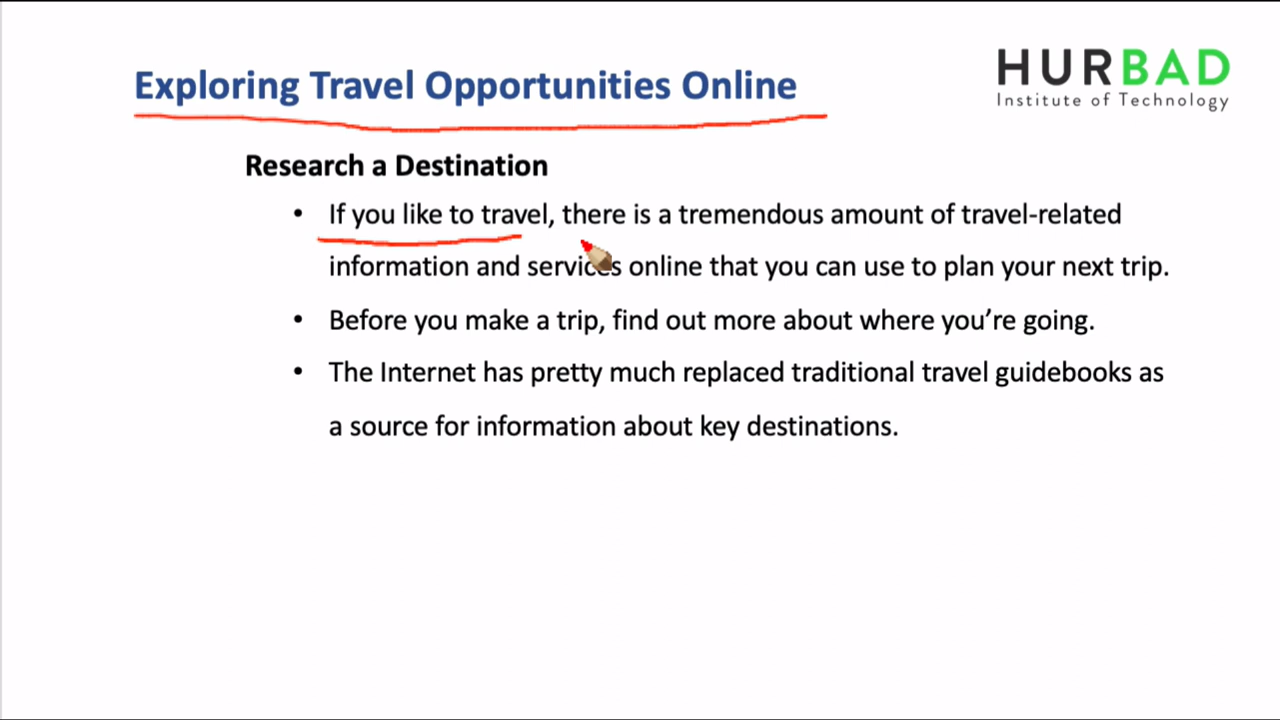 Exploring Travel Opportunities Online
HURBAD
Institute of Technology
Research a Destination
• If you like to travel, there is a tremendous amount of travel-related
information and services online that you can use to plan your next trip.
• Before you make a trip, find out more about where you’re going.
• The Internet has pretty much replaced traditional travel guidebooks as
a source for information about key destinations.